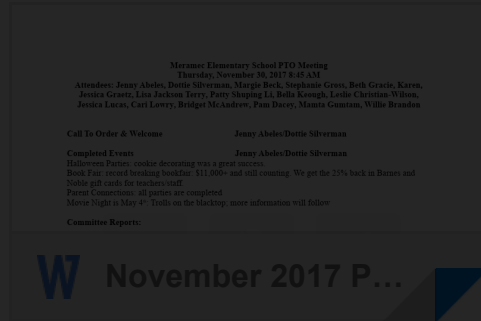 Meramec Elementary School PTO Meeting
Thursday, November 30, 2017 8:45 AM
Attendees: Jenny Abeles, Dottie Silverman, Margie Beck, Stephanie Gruss, Beth Gracie, Karen,
Jessica Graetz, Lisa Jackson Terry, Patty Shuping Li, Bella Keough, Leslie Christian-Wilson,
Jessica Lucas, Cari Lowry, Bridget McAndrew, Pam Dacey, Mamta Gumtam, Willie Brandon
Call To Order & Welcome Jenny Abeles/Dottie Silverman
Completed Events Jenny Abeles/Dottie Silverman
Halloween Parties: cookie decorating was a great success
Book Fair: record breaking bookfair: $11,000+ and still counting. We get the 25% back in Barnes and
Noble gift cards for teachers/staff
Parent Connections: all parties are completed
Movie Night is May 4th. Trolls on the blacktop, more information will follow
Committee Reports:
W November 2017 P...